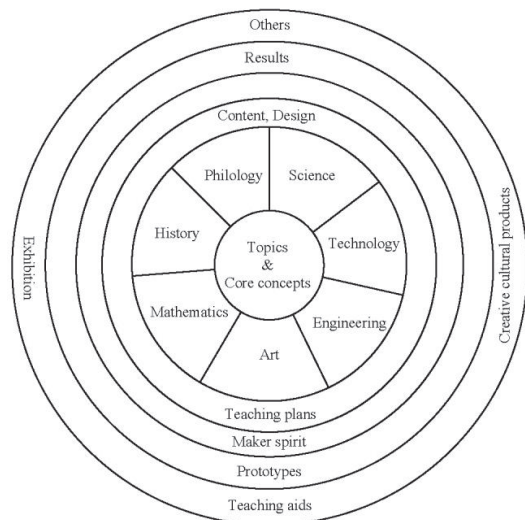 Others
Results
Content, Design
Philology
Science
History
Technology
Topics
&
Core concepts
Mathematics
Engineering
Art
Exhibition
Creative cultural products
Teaching plans
Maker spirit
Prototypes
Teaching aids